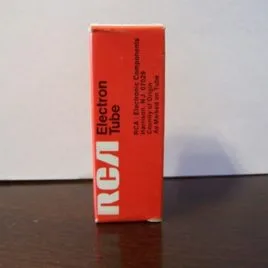 RCA
Electron
Tube
RCA | Electronic Components
Harrison, N.J. 07029
Country of Origin
As Marked on Tube